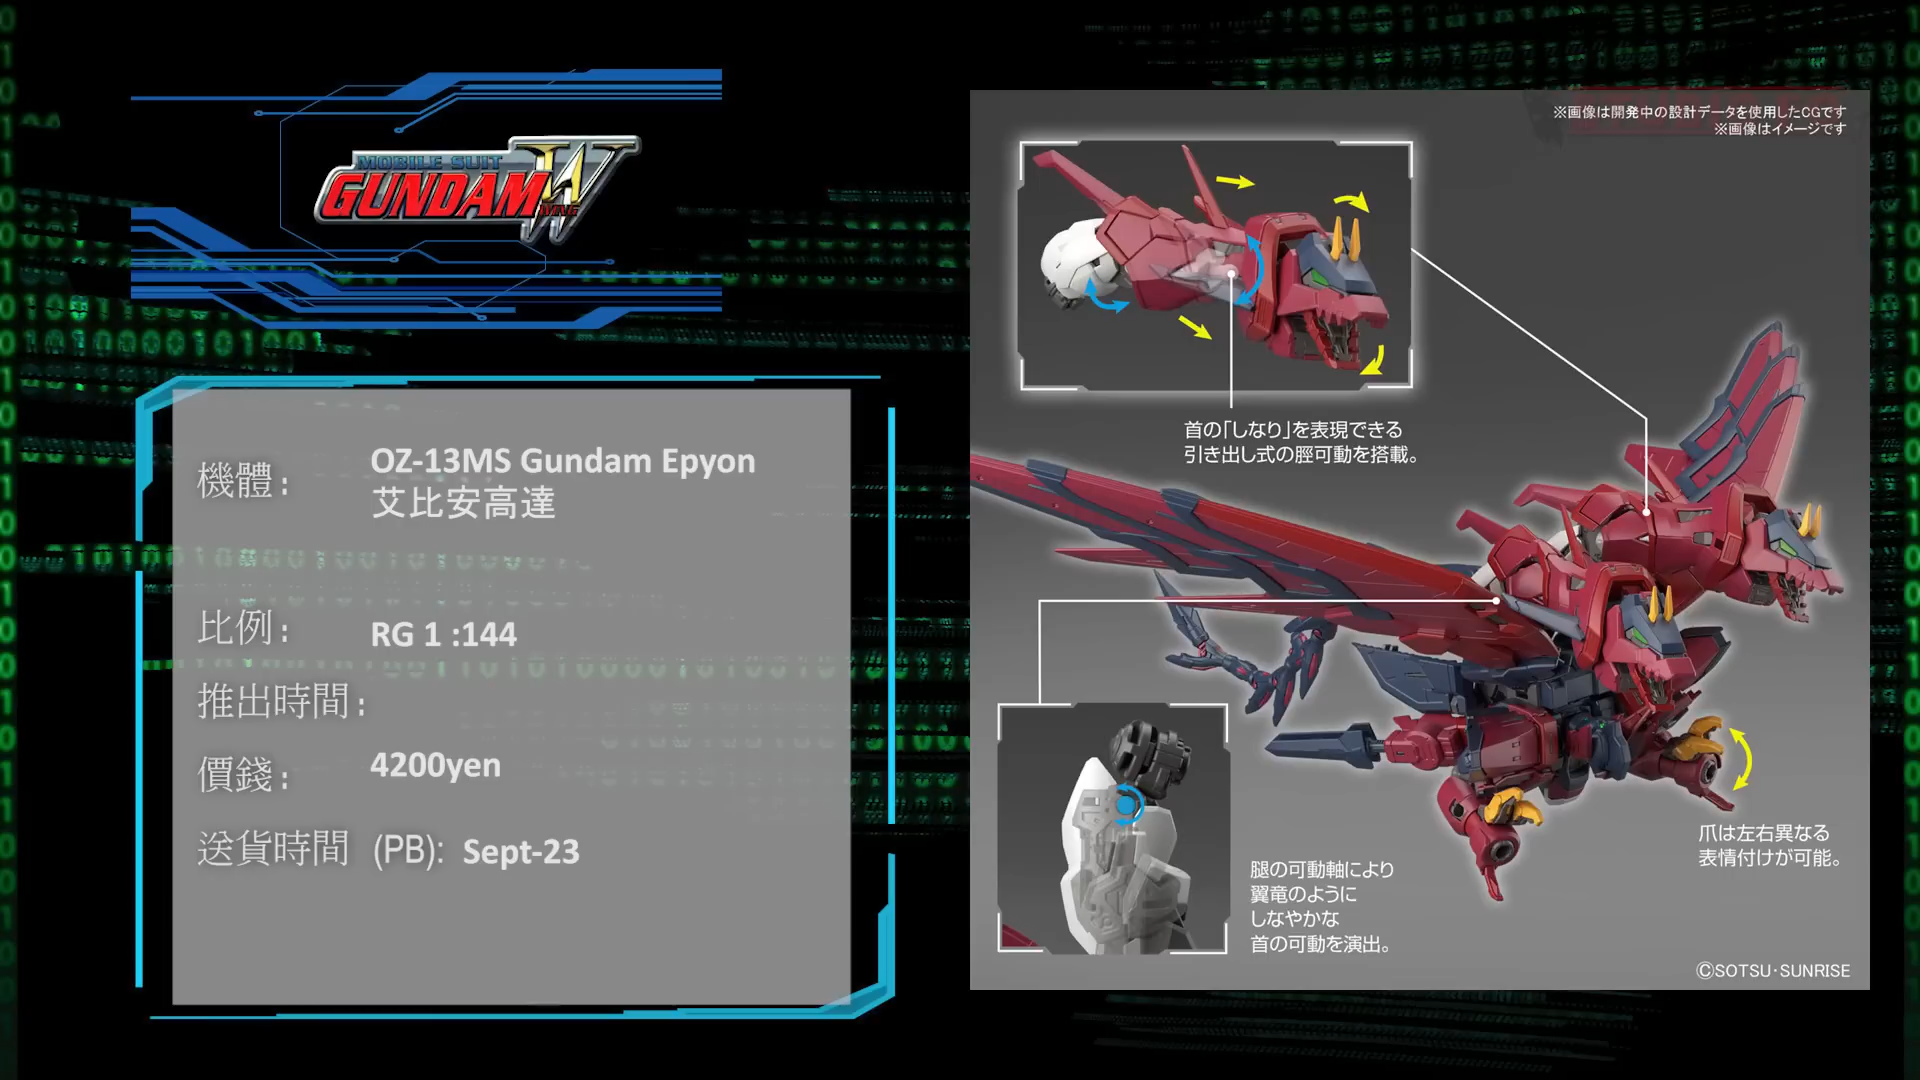 MOBILE SUIT
GUNDAM W
WING
機體:
OZ-13MS Gundam Epyon
艾比安高達
比例:
RG 1 :144
推出時間:
價錢:
4200yen
送貨時間 (PB): Sept-23
※画像は開発中の設計データを使用したCGです
※画像はイメージです
首の「しなり」を表現できる
引き出し式の脛可動を搭載。
爪は左右異なる
表情付けが可能。
腿の可動軸により
翼竜のように
しなやかな
首の可動を演出。
©SOTSU･SUNRISE